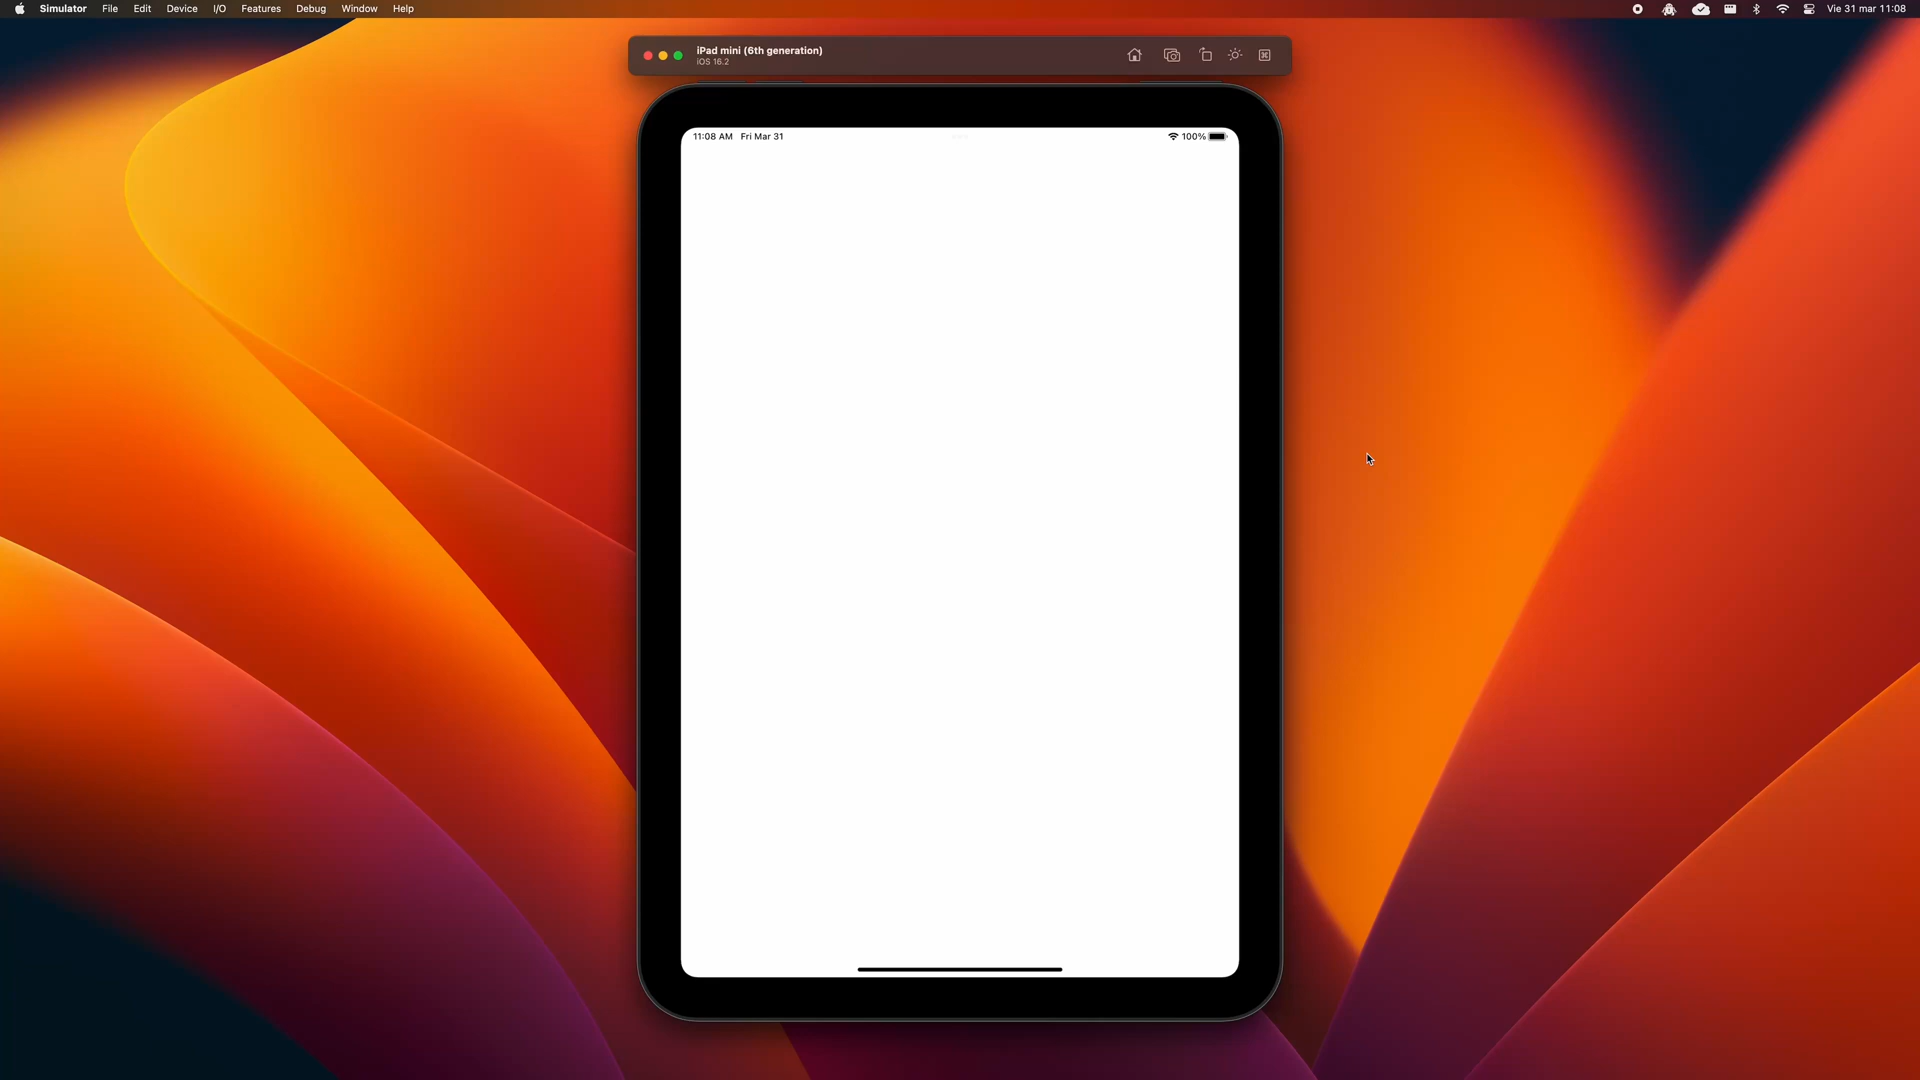 Simulator File Edit Device I/O Features Debug Window Help Vie 31 mar 11:08
iPad mini (6th generation)
iOS 16.2
11:08 AM Fri Mar 31 100%